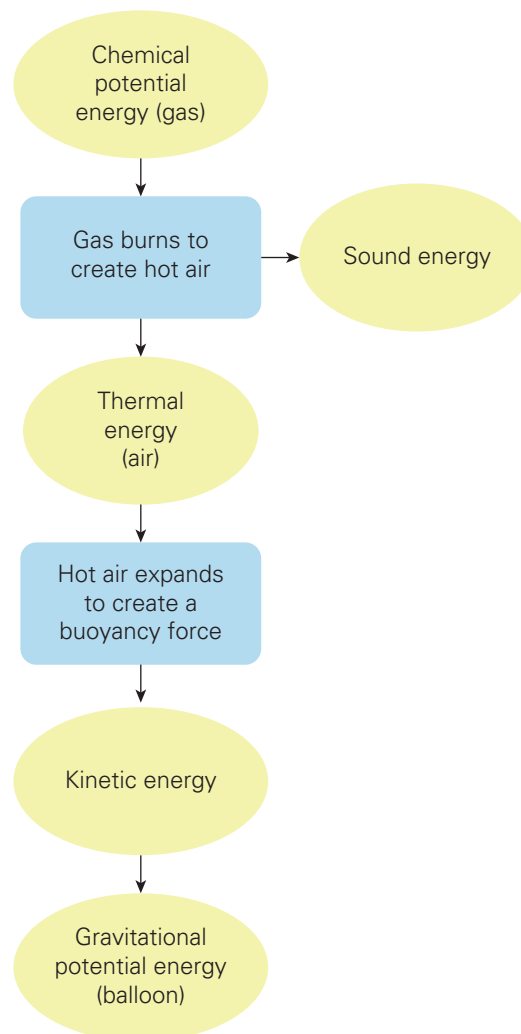 Chemical
potential
energy (gas)
Gas burns to
create hot air
Sound energy
Thermal
energy
(air)
Hot air expands
to create a
buoyancy force
Kinetic energy
Gravitational
potential energy
(balloon)